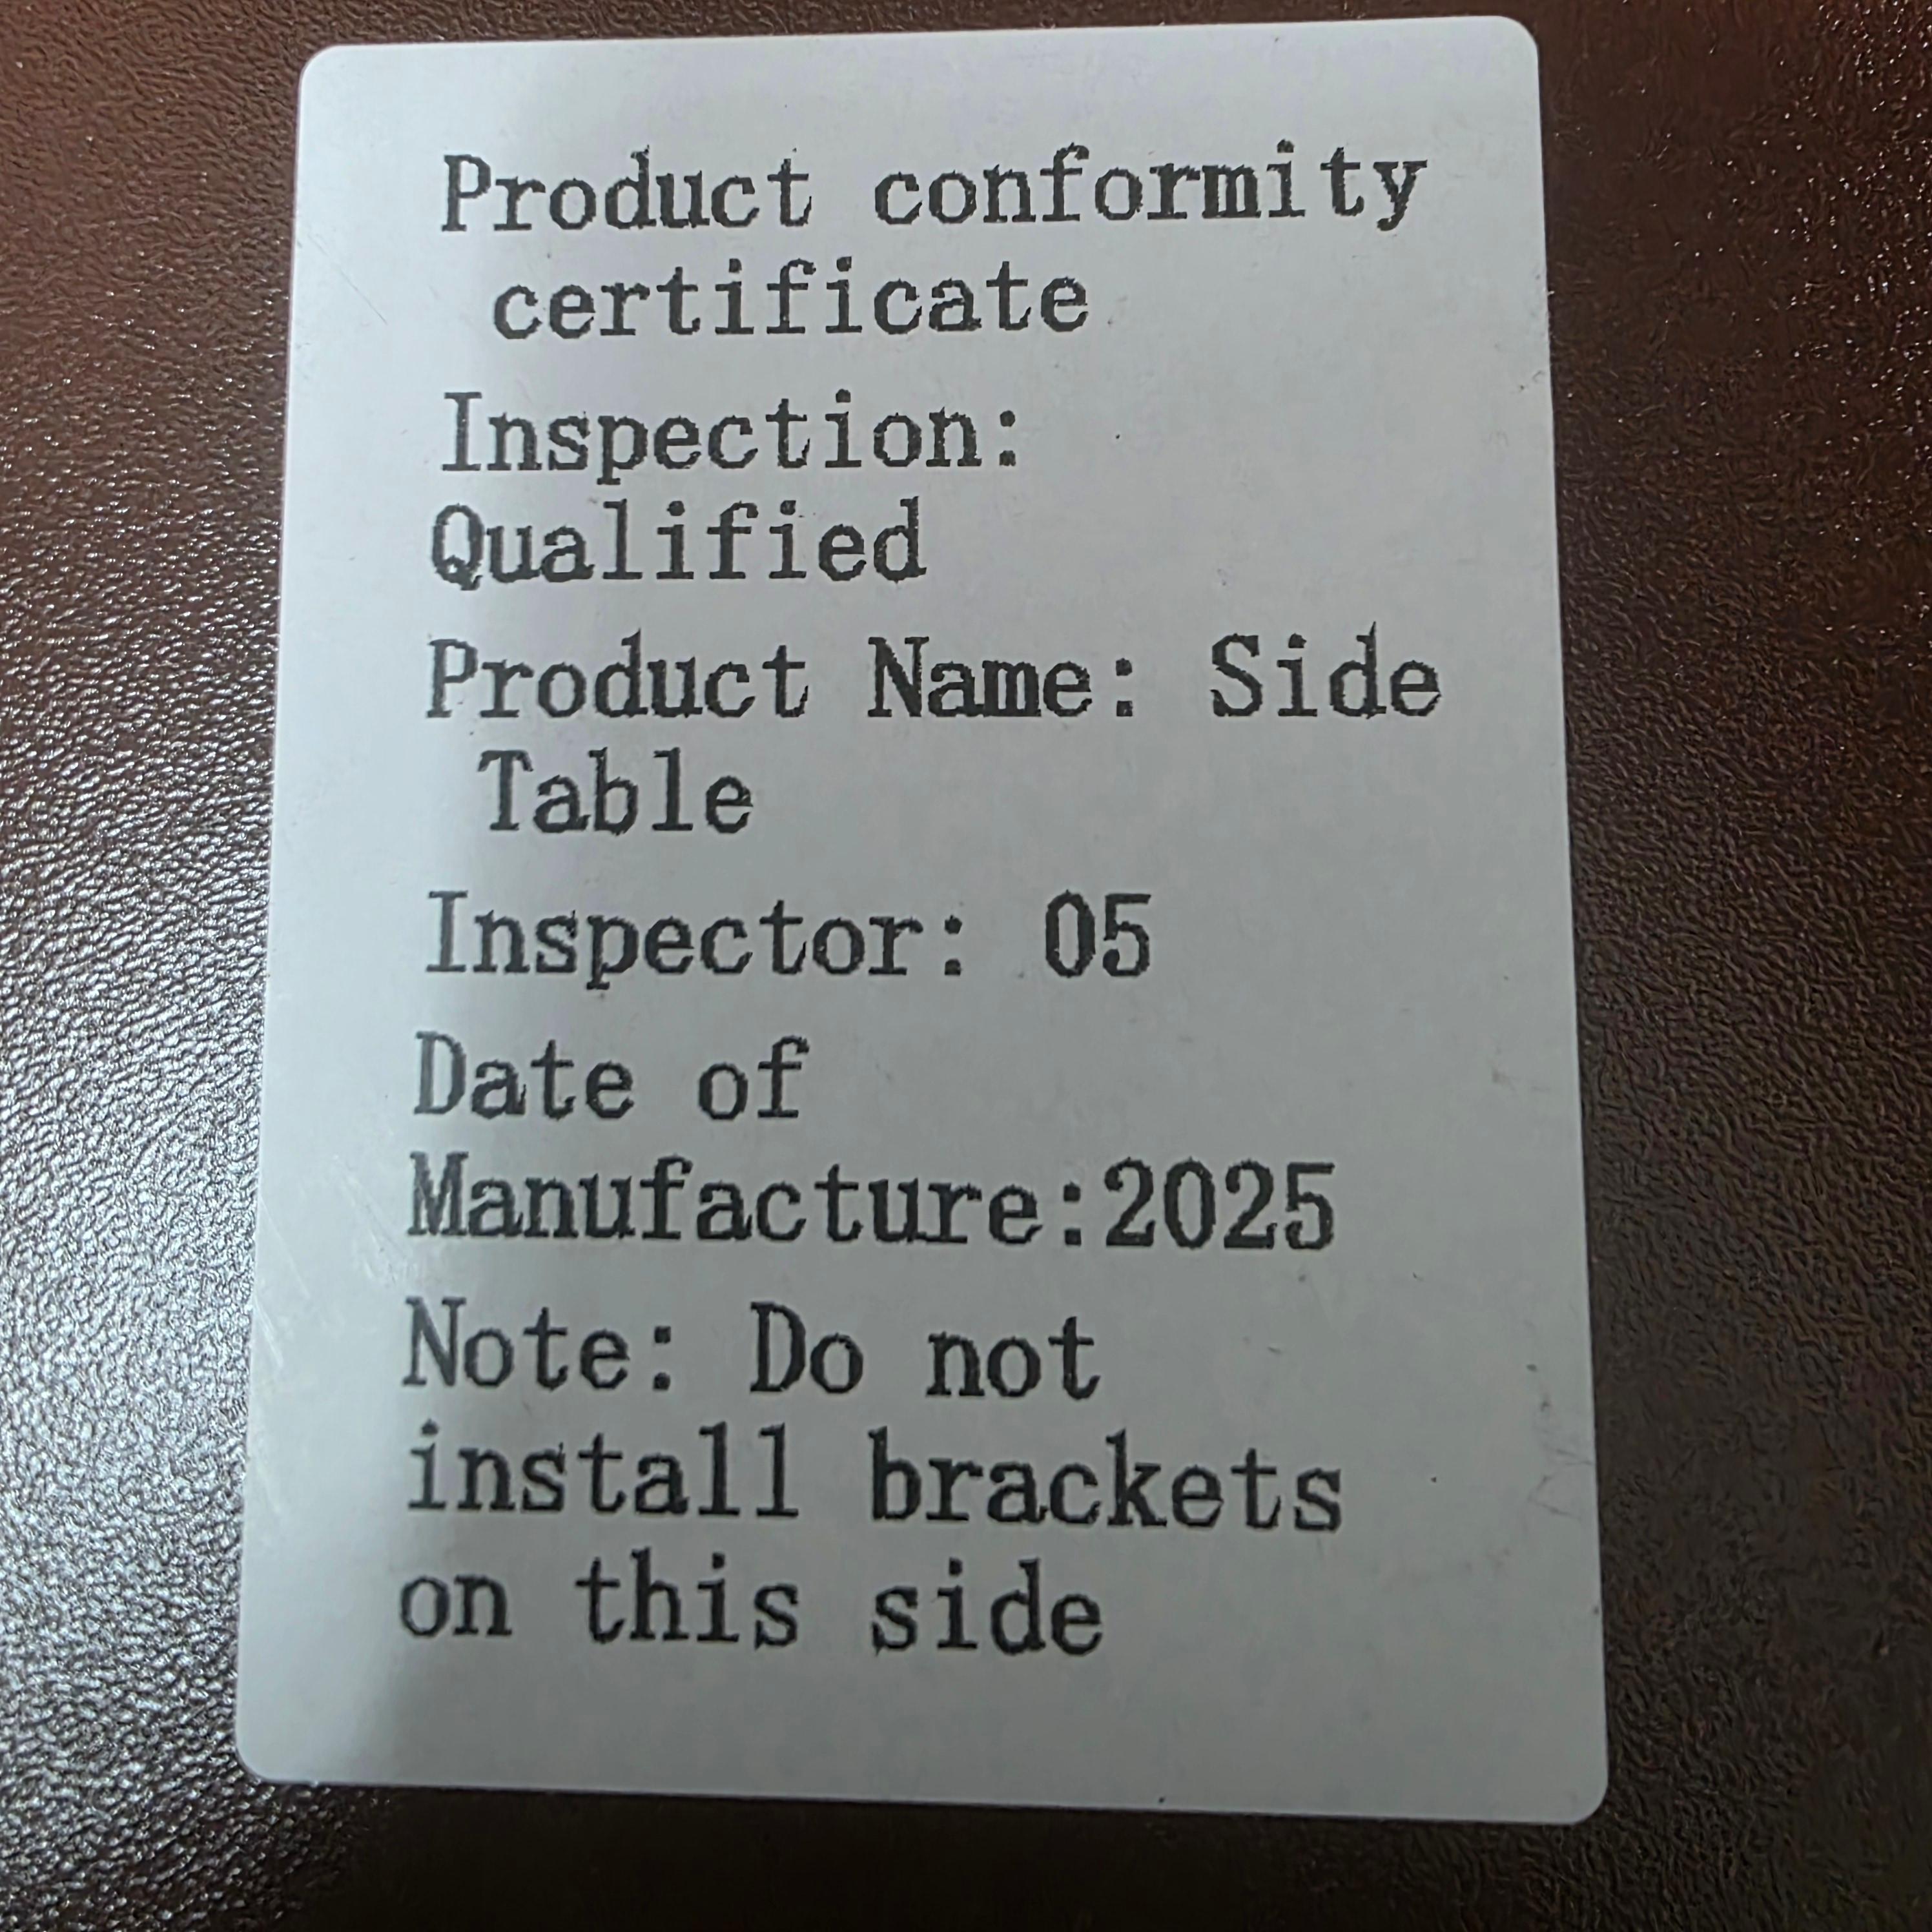 Product conformity
certificate
Inspection:
Qualified
Product Name: Side
Table
Inspector: 05
Date of
Manufacture:2025
Note: Do not
install brackets
on this side